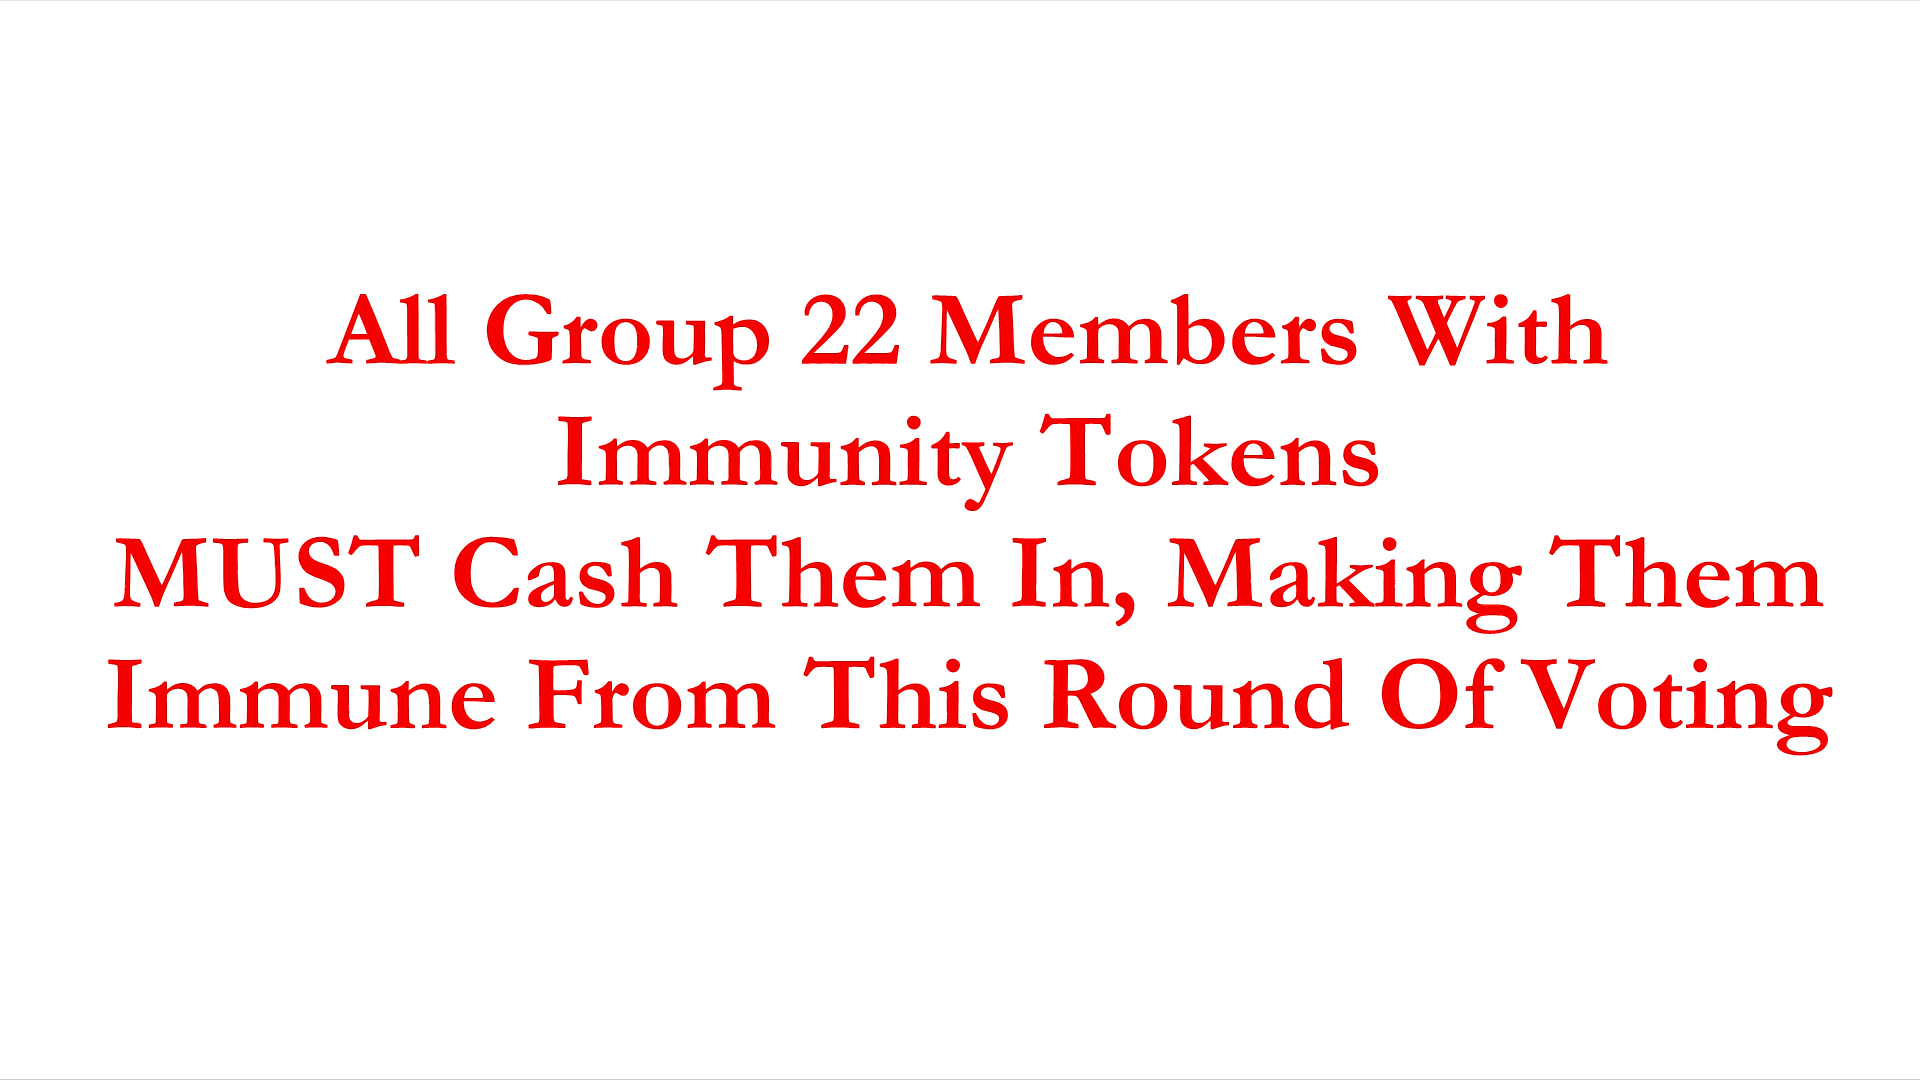 All Group 22 Members With
Immunity Tokens
MUST Cash Them In, Making Them
Immune From This Round Of Voting